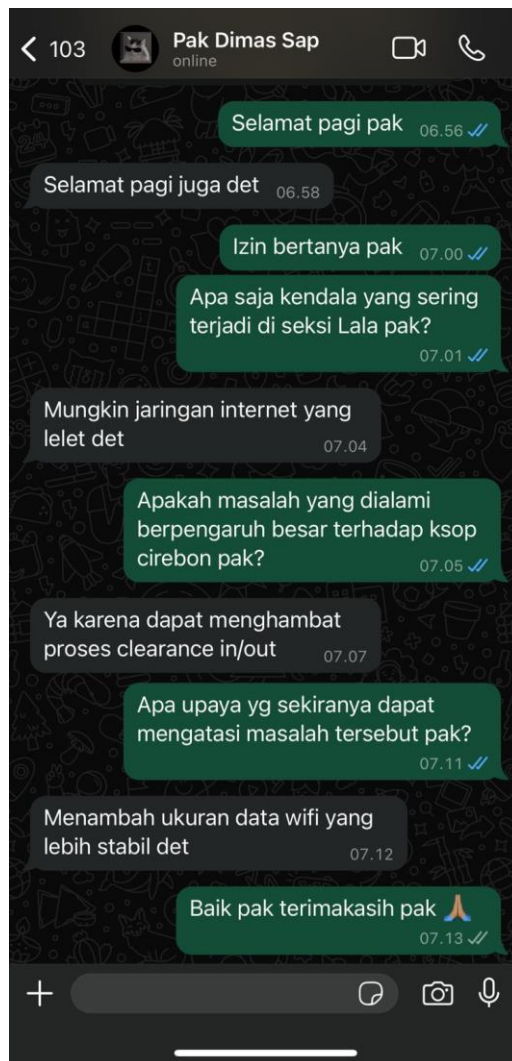 103
Pak Dimas Sap
online
Selamat pagi pak 06.56
Selamat pagi juga det 06.58
Izin bertanya pak 07.00
Apa saja kendala yang sering
terjadi di seksi Lala pak?
07.01
Mungkin jaringan internet yang
lelet det 07.04
Apakah masalah yang dialami
berpengaruh besar terhadap ksop
cirebon pak? 07.05
Ya karena dapat menghambat
proses clearance in/out 07.07
Apa upaya yg sekiranya dapat
mengatasi masalah tersebut pak?
07.11
Menambah ukuran data wifi yang
lebih stabil det 07.12
Baik pak terimakasih pak 🙏🏽
07.13